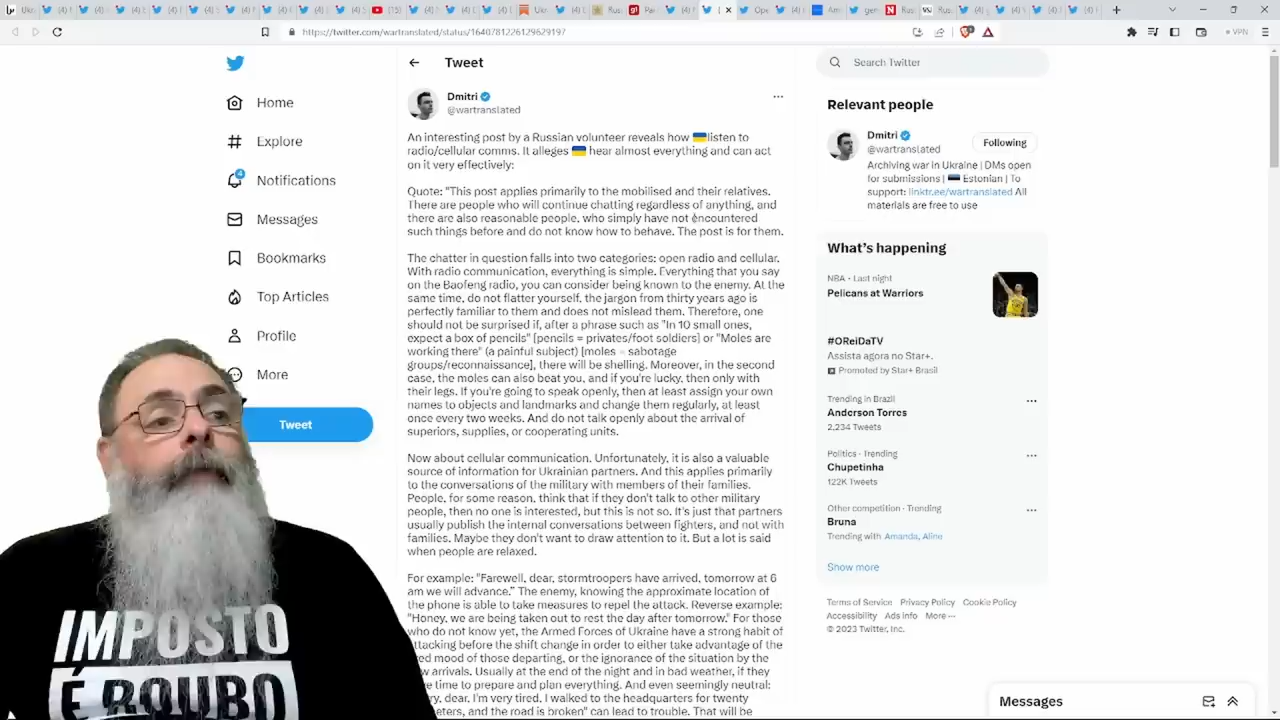 https://twitter.com/wartranslated/status/1640781226129629197
VPN
Home
Explore
4
Notifications
Messages
Bookmarks
Top Articles
Profile
More
Tweet
Tweet
Dmitri
@wartranslated
An interesting post by a Russian volunteer reveals how 🇺🇦listen to
radio/cellular comms. It alleges 🇺🇦 hear almost everything and can act
on it very effectively:
Quote: "This post applies primarily to the mobilised and their relatives.
There are people who will continue chatting regardless of anything, and
there are also reasonable people, who simply have not encountered
such things before and do not know how to behave. The post is for them.
The chatter in question falls into two categories: open radio and cellular.
With radio communication, everything is simple. Everything that you say
on the Baofeng radio, you can consider being known to the enemy. At the
same time, do not flatter yourself, the jargon from thirty years ago is
perfectly familiar to them and does not mislead them. Therefore, one
should not be surprised if, after a phrase such as "In 10 small ones,
expect a box of pencils" [pencils = privates/foot soldiers] or "Moles are
working there" (a painful subject) [moles = sabotage
groups/reconnaissance], there will be shelling. Moreover, in the second
case, the moles can also beat you, and if you're lucky, then only with
their legs. If you're going to speak openly, then at least assign your own
names to objects and landmarks and change them regularly, at least
once every two weeks. And do not talk openly about the arrival of
superiors, supplies, or cooperating units.
Now about cellular communication. Unfortunately, it is also a valuable
source of information for Ukrainian partners. And this applies primarily
to the conversations of the military with members of their families.
People, for some reason, think that if they don't talk to other military
people, then no one is interested, but this is not so. It's just that partners
usually publish the internal conversations between fighters, and not with
families. Maybe they don't want to draw attention to it. But a lot is said
when people are relaxed.
For example: "Farewell, dear, stormtroopers have arrived, tomorrow at 6
am we will advance." The enemy, knowing the approximate location of
the phone is able to take measures to repel the attack. Reverse example:
"Honey, we are being taken out to rest the day after tomorrow." For those
who do not know yet, the Armed Forces of Ukraine have a strong habit of
attacking before the shift change in order to either take advantage of the
mood of those departing, or the ignorance of the situation by the
arrivals. Usually at the end of the night and in bad weather, if they
time to prepare and plan everything. And even seemingly neutral:
dear. I'm very tired. I walked to the headquarters for twenty
and the road is broken" can lead to trouble. That will be
Search Twitter
Relevant people
Dmitri
@wartranslated
Following
Archiving war in Ukraine | DMs open
for submissions | 🇪🇪 Estonian | To
support: linktr.ee/wartranslated All
materials are free to use
What's happening
NBA · Last night
Pelicans at Warriors
#OReiDaTV
Assista agora no Star+.
Promoted by Star+ Brasil
Trending in Brazil
Anderson Torres
2,234 Tweets
Politics · Trending
Chupetinha
122K Tweets
Other competition · Trending
Bruna
Trending with Amanda, Aline
Show more
Terms of Service Privacy Policy Cookie Policy
Accessibility Ads info More
© 2023 Twitter, Inc.
Messages
IMPOSTO
É ROUBO